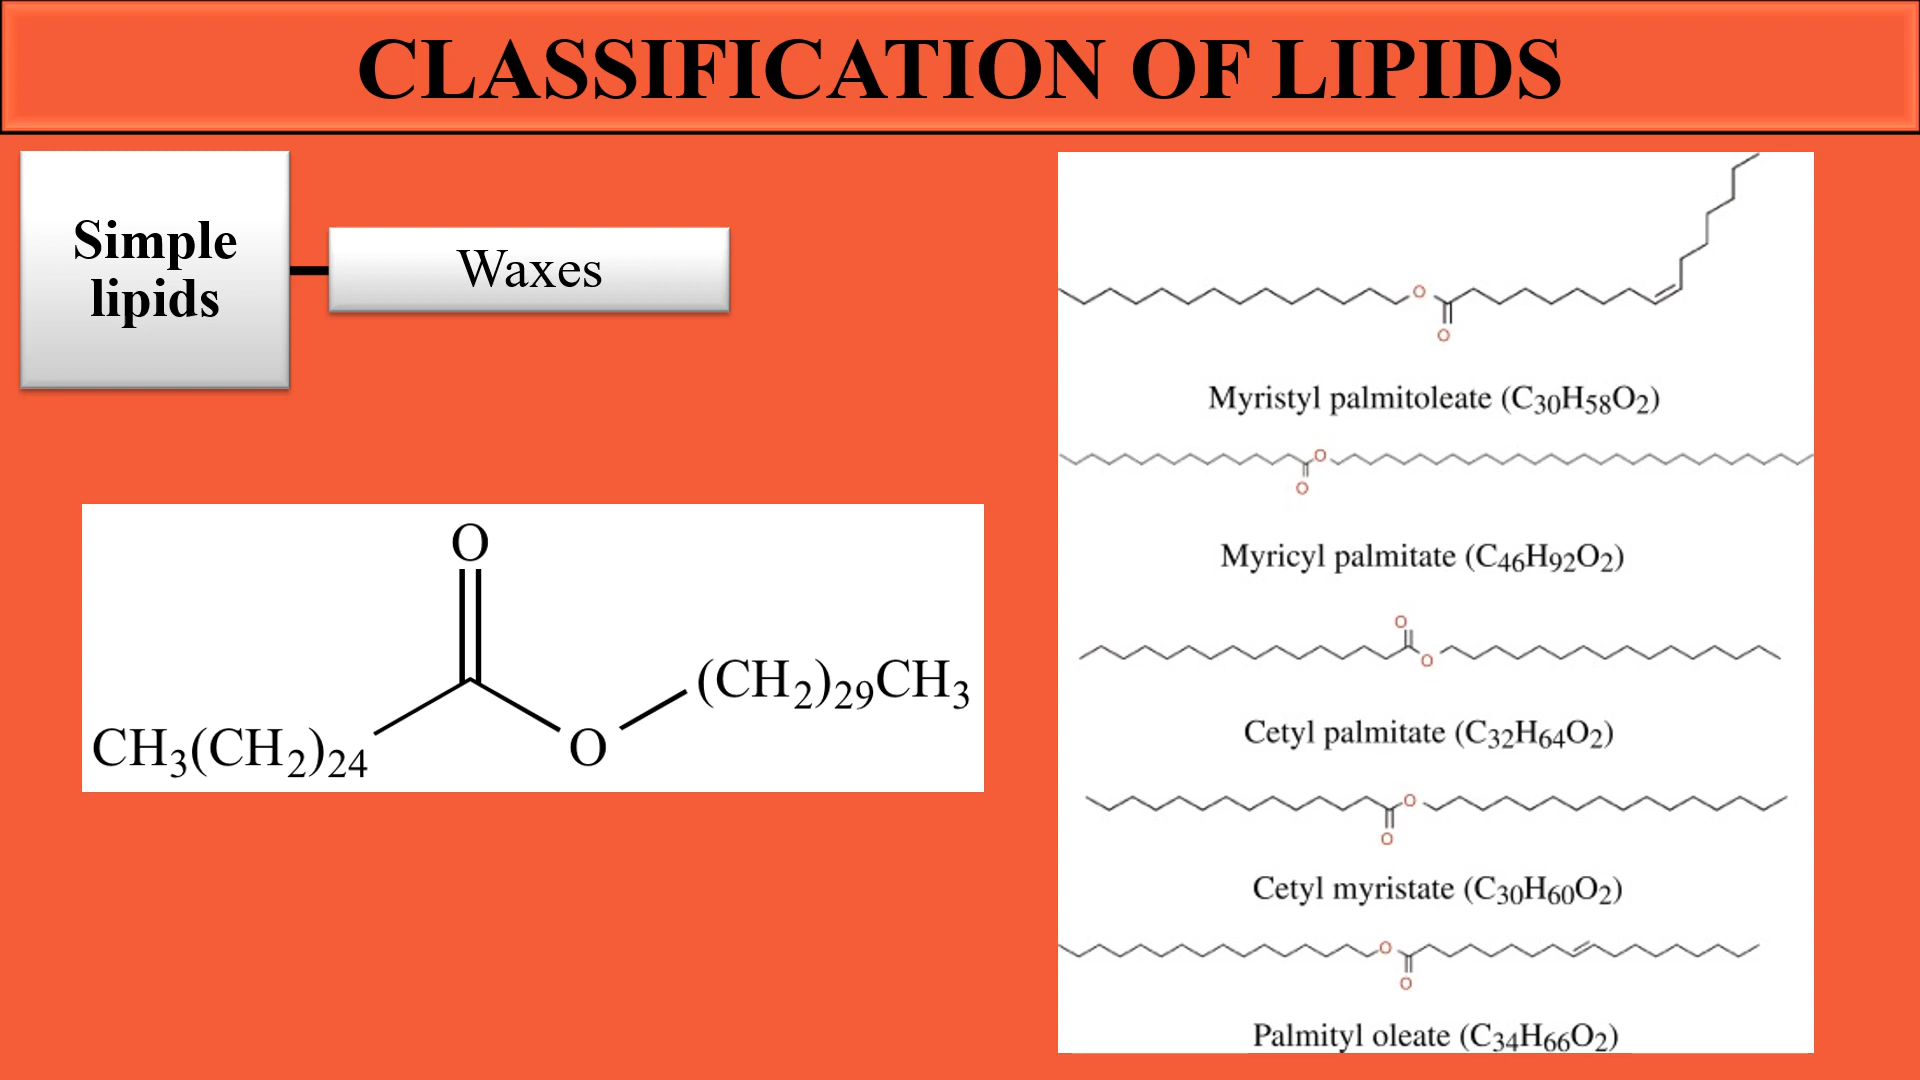 CLASSIFICATION OF LIPIDS
Simple
lipids
Waxes
O
CH₃(CH₂)₂₄
O
(CH₂)₂₉CH₃
O
O
Myristyl palmitoleate (C₃₀H₅₈O₂)
O
O
Myricyl palmitate (C₄₆H₉₂O₂)
O
O
Cetyl palmitate (C₃₂H₆₄O₂)
O
O
Cetyl myristate (C₃₀H₆₀O₂)
O
O
Palmityl oleate (C₃₄H₆₆O₂)